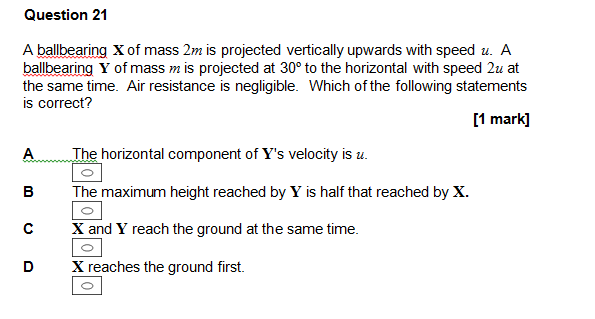 Question 21
A ballbearing X of mass 2m is projected vertically upwards with speed u. A
ballbearing Y of mass m is projected at 30° to the horizontal with speed 2u at
the same time. Air resistance is negligible. Which of the following statements
is correct?
[1 mark]
A The horizontal component of Y's velocity is u.
B The maximum height reached by Y is half that reached by X.
C X and Y reach the ground at the same time.
D X reaches the ground first.